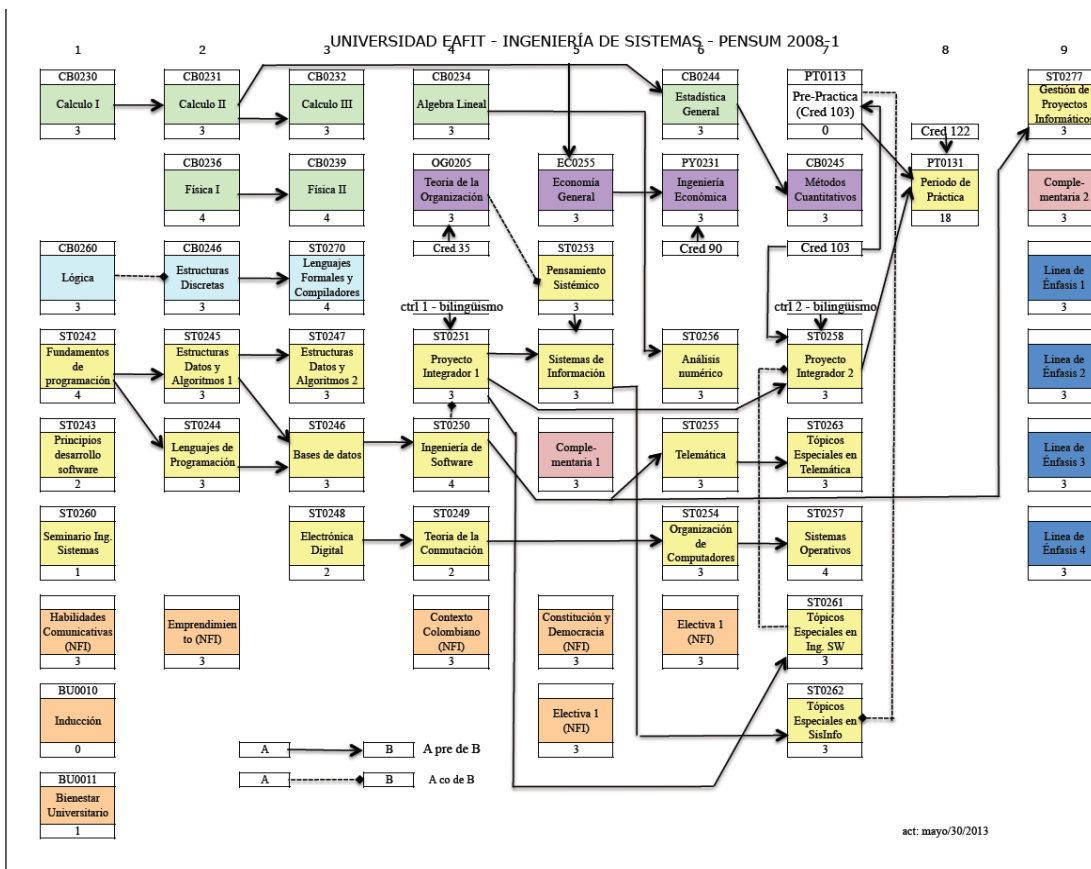 UNIVERSIDAD EAFIT - INGENIERÍA DE SISTEMAS - PENSUM 2008-1
1 2 3 4 5 6 7 8 9
CB0230 CB0231 CB0232 CB0234 CB0244 PT0113 ST0277
Calculo I
3
Calculo II
3
Calculo III
3
Algebra Lineal
3
Estadística
General
3
Pre-Practica
(Cred 103)
0
Gestión de
Proyectos
Informáticos
3
Cred 122
CB0236 CB0239 OG0205 EC0255 PY0231 CB0245 PT0131
Física I
4
Física II
4
Teoria de la
Organización
3
Economía
General
3
Ingeniería
Económica
3
Métodos
Cuantitativos
3
Periodo de
Práctica
18
Comple-
mentaria 2
3
Cred 35
Cred 90
Cred 103
CB0260 CB0246 ST0270 ST0253
Lógica
3
Estructuras
Discretas
3
Lenguajes
Formales y
Compiladores
4
Pensamiento
Sistémico
3
Linea de
Énfasis 1
3
ctrl 1 - bilingüismo
ctrl 2 - bilingüismo
ST0242 ST0245 ST0247 ST0251 ST0256 ST0258
Fundamentos
de
programación
4
Estructuras
Datos y
Algoritmos 1
3
Estructuras
Datos y
Algoritmos 2
3
Proyecto
Integrador 1
3
Sistemas de
Información
3
Análisis
numérico
3
Proyecto
Integrador 2
3
Linea de
Énfasis 2
3
ST0243 ST0244 ST0246 ST0250 ST0255 ST0263
Principios
desarrollo
software
2
Lenguajes de
Programación
3
Bases de datos
3
Ingeniería de
Software
4
Comple-
mentaria 1
3
Telemática
3
Tópicos
Especiales en
Telemática
3
Linea de
Énfasis 3
3
ST0260 ST0248 ST0249 ST0254 ST0257
Seminario Ing.
Sistemas
1
Electrónica
Digital
2
Teoria de la
Conmutación
2
Organización
de
Computadores
3
Sistemas
Operativos
4
Linea de
Énfasis 4
3
ST0261
Habilidades
Comunicativas
(NFI)
3
Emprendimien
to (NFI)
3
Contexto
Colombiano
(NFI)
3
Constitución y
Democracia
(NFI)
3
Electiva 1
(NFI)
3
Tópicos
Especiales en
Ing. SW
3
BU0010 ST0262
Inducción
0
Electiva 1
(NFI)
3
Tópicos
Especiales en
SisInfo
3
A B A pre de B
A B A co de B
BU0011
Bienestar
Universitario
1
act: mayo/30/2013